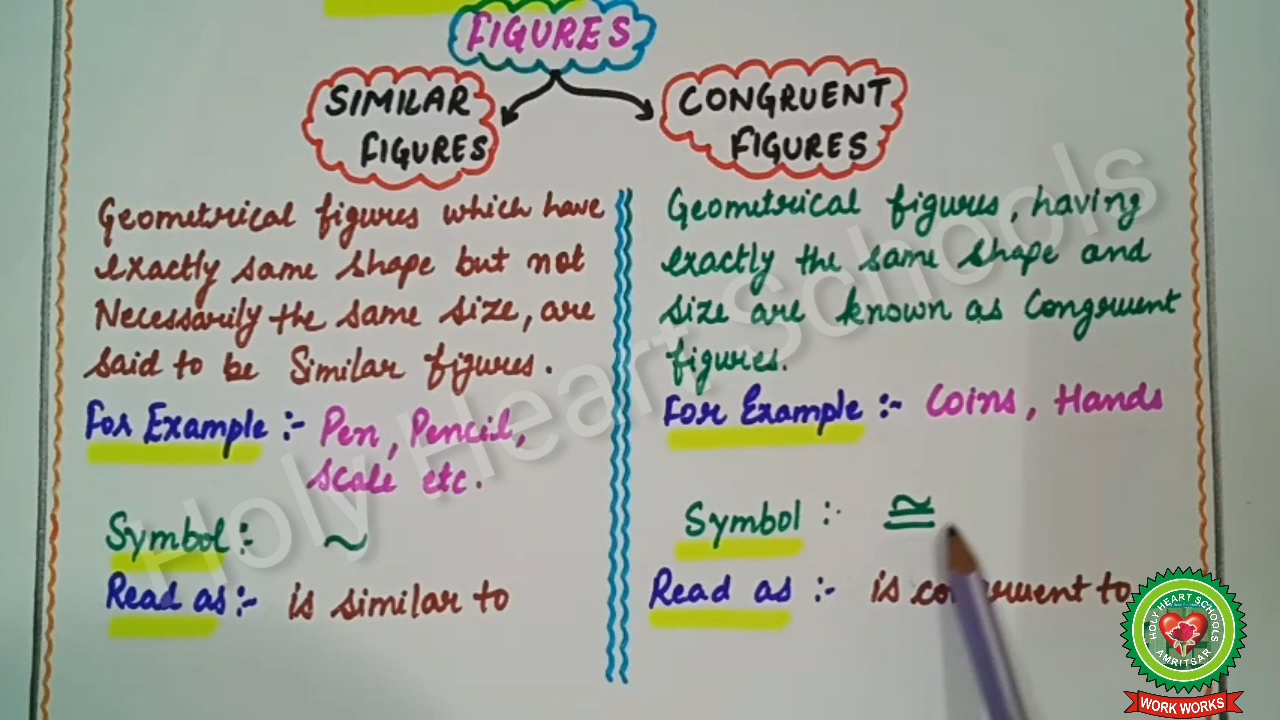 FIGURES
SIMILAR
FIGURES
Geometrical figures which have
exactly same shape but not
Necessarily the same size, are
said to be Similar figures.
For Example :- Pen, Pencil,
Scale etc.
Symbol :- ~
Read as :- is similar to
CONGRUENT
FIGURES
Geometrical figures, having
exactly the same shape and
size are known as Congruent
figures.
For Example :- Coins, Hands
Symbol :- ≅
Read as :- is congruent to
Holy Heart Schools
HOLY HEART SCHOOLS
AMRITSAR
WORK WORKS